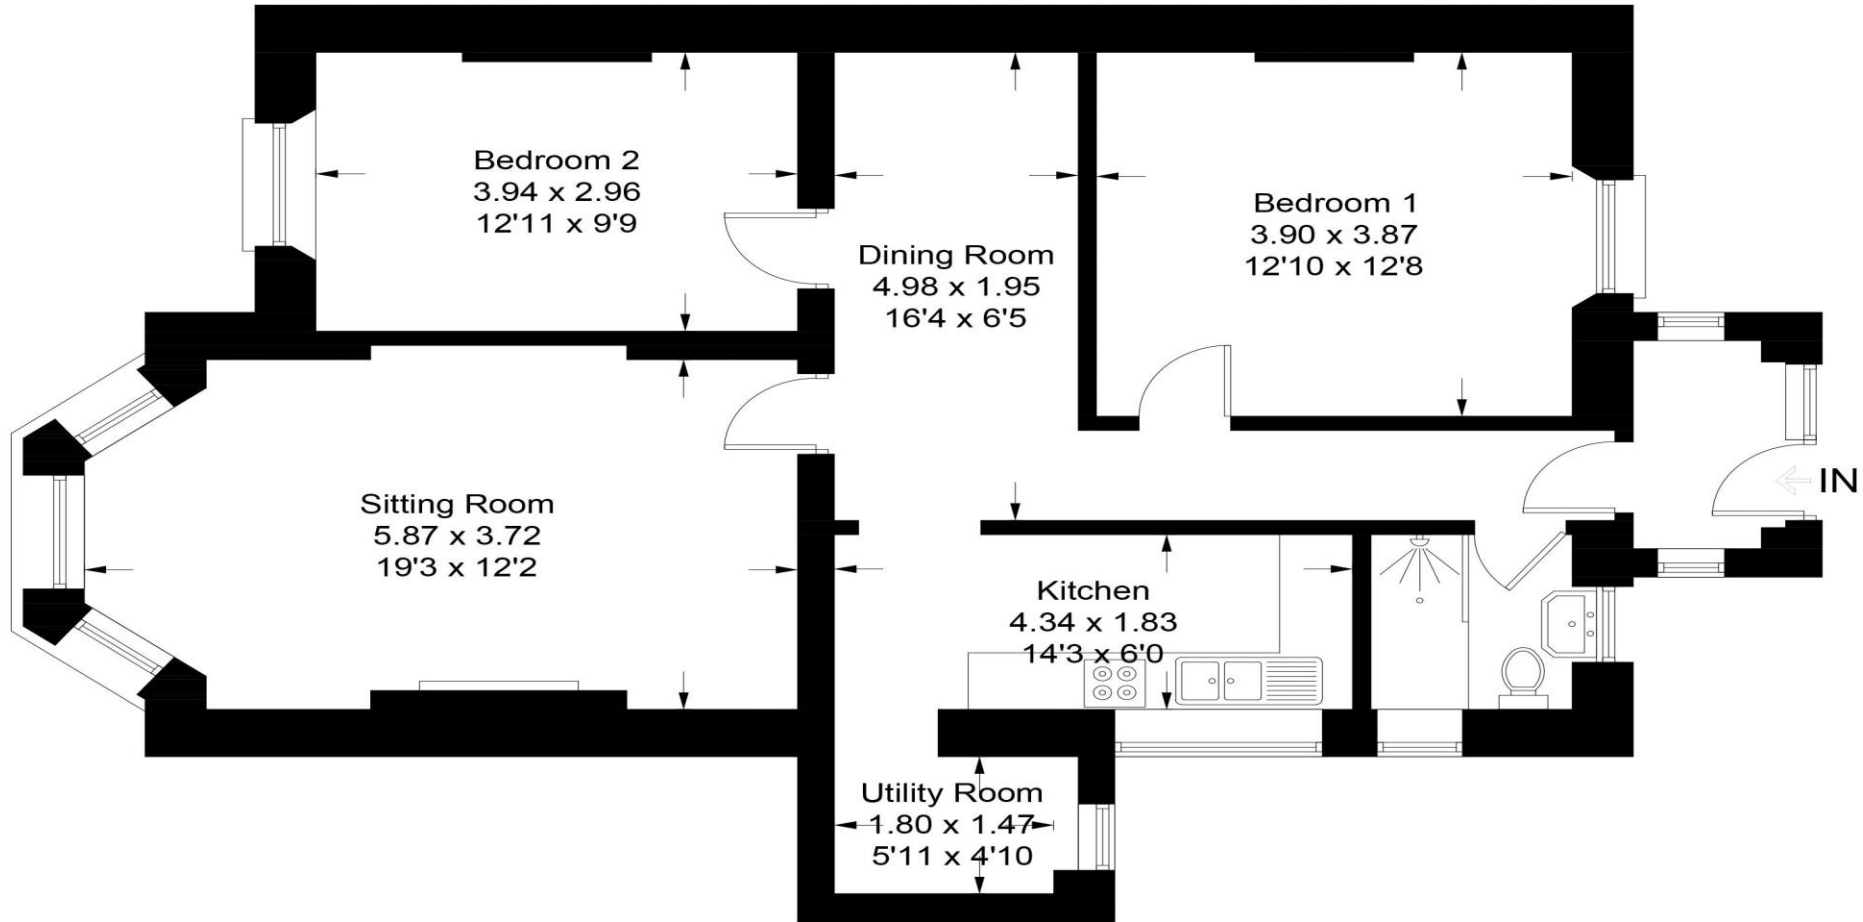 Bedroom 2
3.94 x 2.96
12'11 x 9'9
Bedroom 1
3.90 x 3.87
12'10 x 12'8
Dining Room
4.98 x 1.95
16'4 x 6'5
IN
Sitting Room
5.87 x 3.72
19'3 x 12'2
Kitchen
4.34 x 1.83
14'3 x 6'0
Utility Room
1.80 x 1.47
5'11 x 4'10